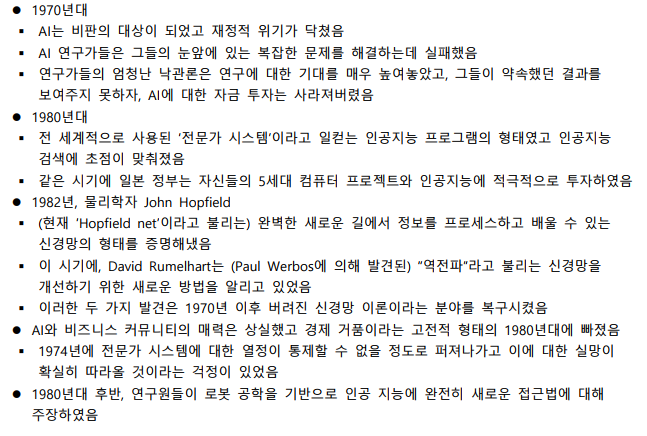 ● 1970년대
▪ AI는 비판의 대상이 되었고 재정적 위기가 닥쳤음
▪ AI 연구가들은 그들의 눈앞에 있는 복잡한 문제를 해결하는데 실패했음
▪ 연구가들의 엄청난 낙관론은 연구에 대한 기대를 매우 높여놓았고, 그들이 약속했던 결과를
보여주지 못하자, AI에 대한 자금 투자는 사라져버렸음
● 1980년대
▪ 전 세계적으로 사용된 '전문가 시스템'이라고 일컫는 인공지능 프로그램의 형태였고 인공지능
검색에 초점이 맞춰졌음
▪ 같은 시기에 일본 정부는 자신들의 5세대 컴퓨터 프로젝트와 인공지능에 적극적으로 투자하였음
● 1982년, 물리학자 John Hopfield
▪ (현재 'Hopfield net'이라고 불리는) 완벽한 새로운 길에서 정보를 프로세스하고 배울 수 있는
신경망의 형태를 증명해냈음
▪ 이 시기에, David Rumelhart는 (Paul Werbos에 의해 발견된) "역전파"라고 불리는 신경망을
개선하기 위한 새로운 방법을 알리고 있었음
▪ 이러한 두 가지 발견은 1970년 이후 버려진 신경망 이론이라는 분야를 복구시켰음
● AI와 비즈니스 커뮤니티의 매력은 상실했고 경제 거품이라는 고전적 형태의 1980년대에 빠졌음
▪ 1974년에 전문가 시스템에 대한 열정이 통제할 수 없을 정도로 퍼져나가고 이에 대한 실망이
확실히 따라올 것이라는 걱정이 있었음
● 1980년대 후반, 연구원들이 로봇 공학을 기반으로 인공 지능에 완전히 새로운 접근법에 대해
주장하였음